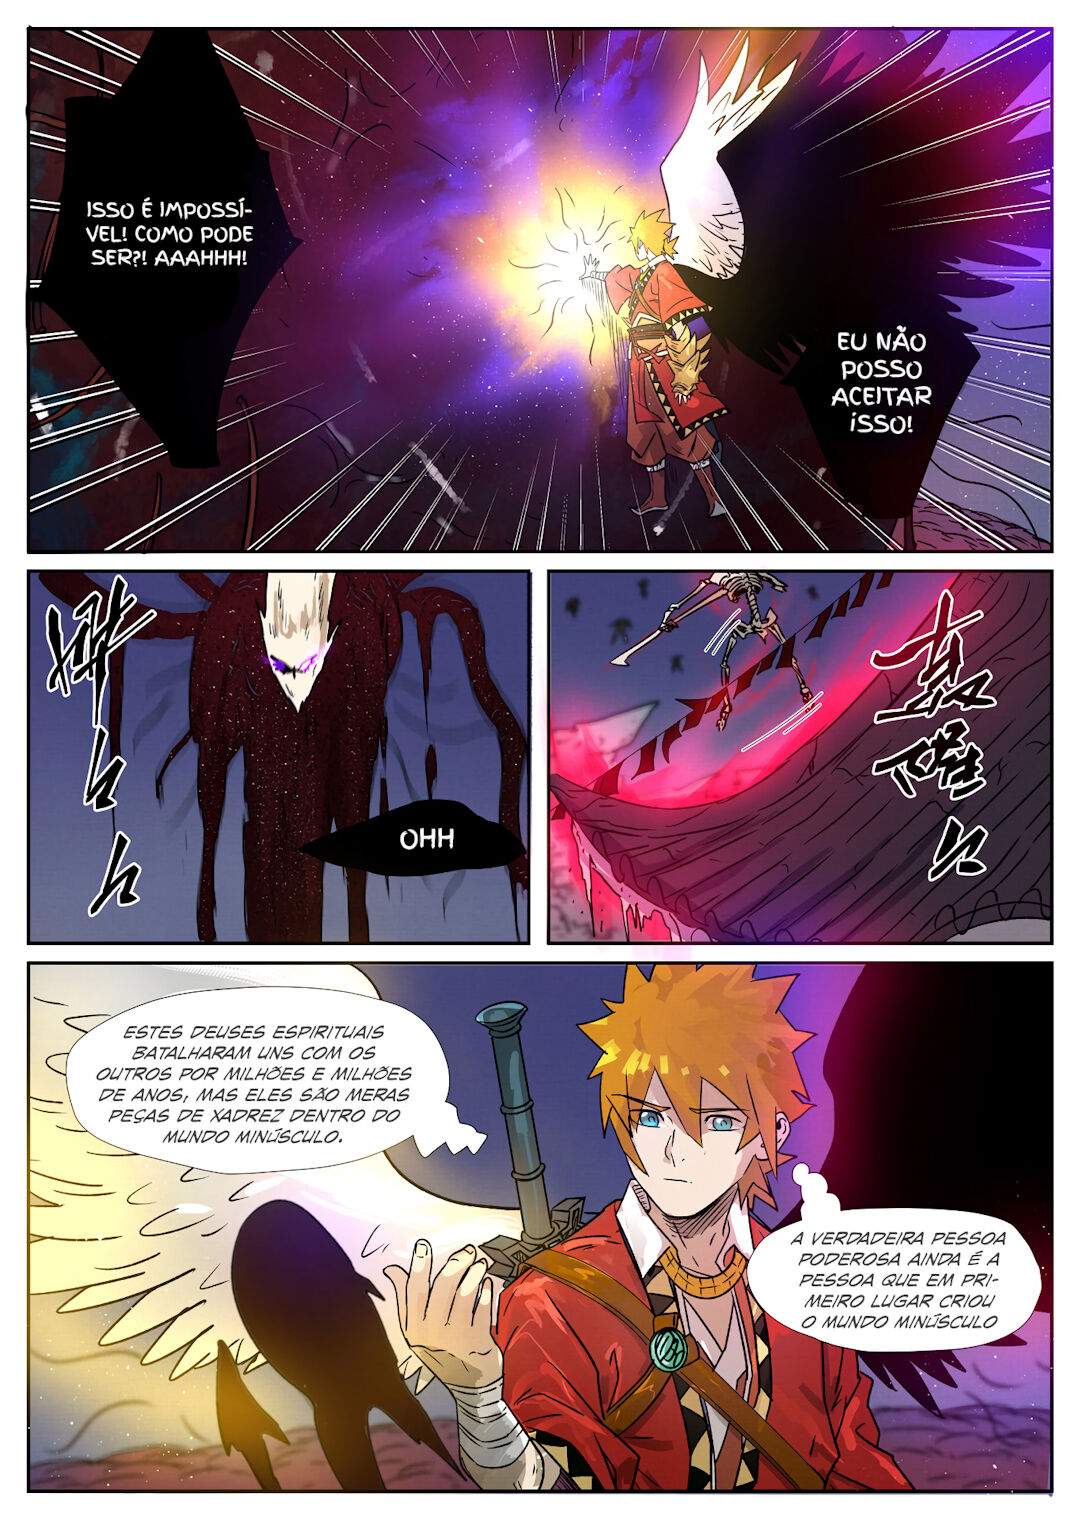 ISSO É IMPOSSÍ-
VEL! COMO PODE
SER?! AAAHHH!
EU NÃO
POSSO
ACEITAR
ISSO!
OHH
ESTES DEUSES ESPIRITUAIS
BATALHARAM UNS COM OS
OUTROS POR MILHÕES E MILHÕES
DE ANOS, MAS ELES SÃO MERAS
PEÇAS DE XADREZ DENTRO DO
MUNDO MINÚSCULO.
A VERDADEIRA PESSOA
PODEROSA AINDA É A
PESSOA QUE EM PRI-
MEIRO LUGAR CRIOU
O MUNDO MINÚSCULO